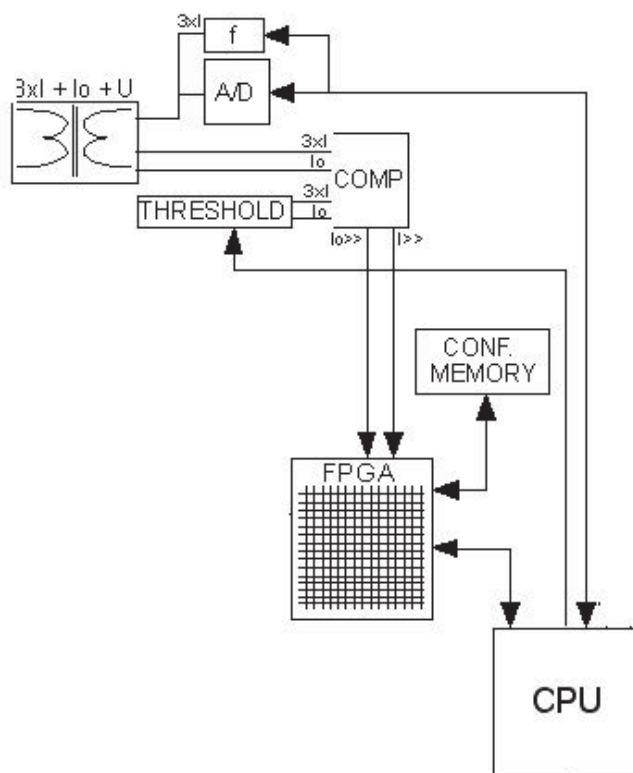 3xI
f
3xI + Io + U
A/D
3xI
Io
COMP
3xI
Io
THRESHOLD
Io>> I>>
CONF.
MEMORY
FPGA
CPU